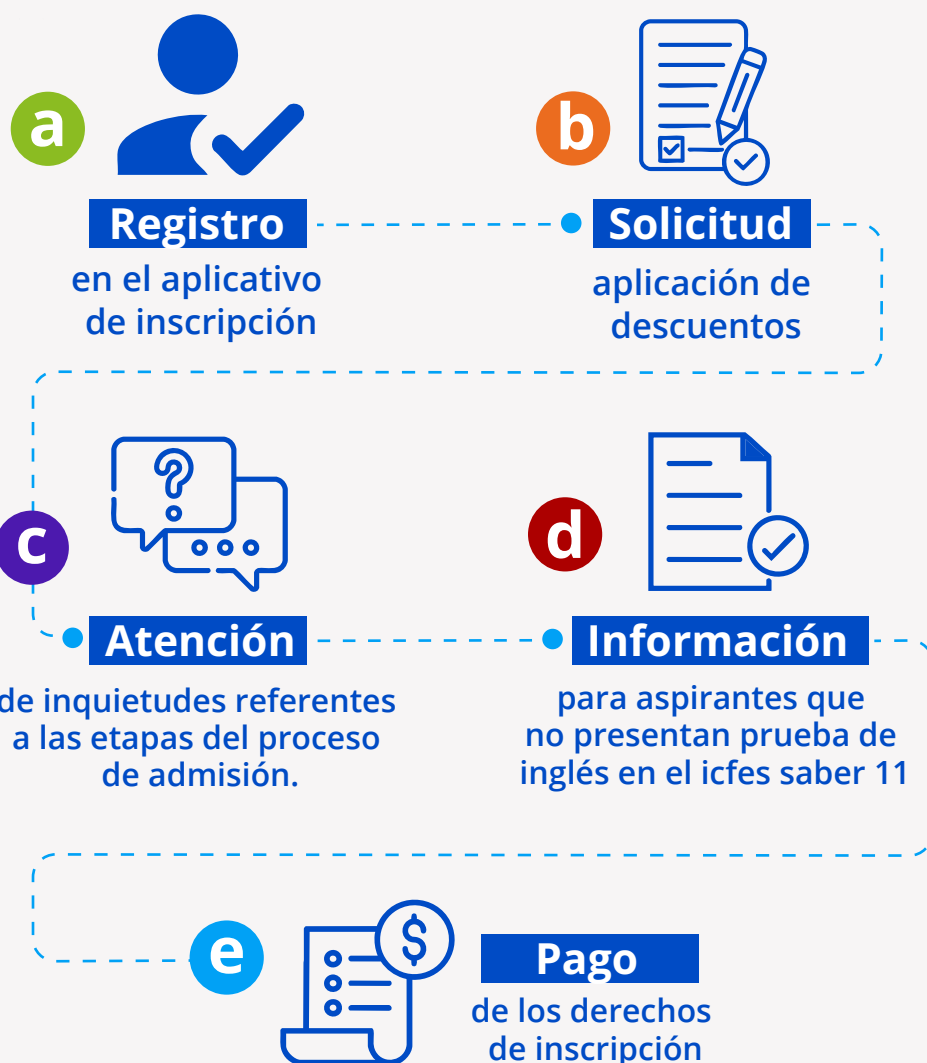 a
Registro
en el aplicativo
de inscripción
b
Solicitud
aplicación de
descuentos
?
c
Atención
de inquietudes referentes
a las etapas del proceso
de admisión.
d
Información
para aspirantes que
no presentan prueba de
inglés en el icfes saber 11
e
$
Pago
de los derechos
de inscripción